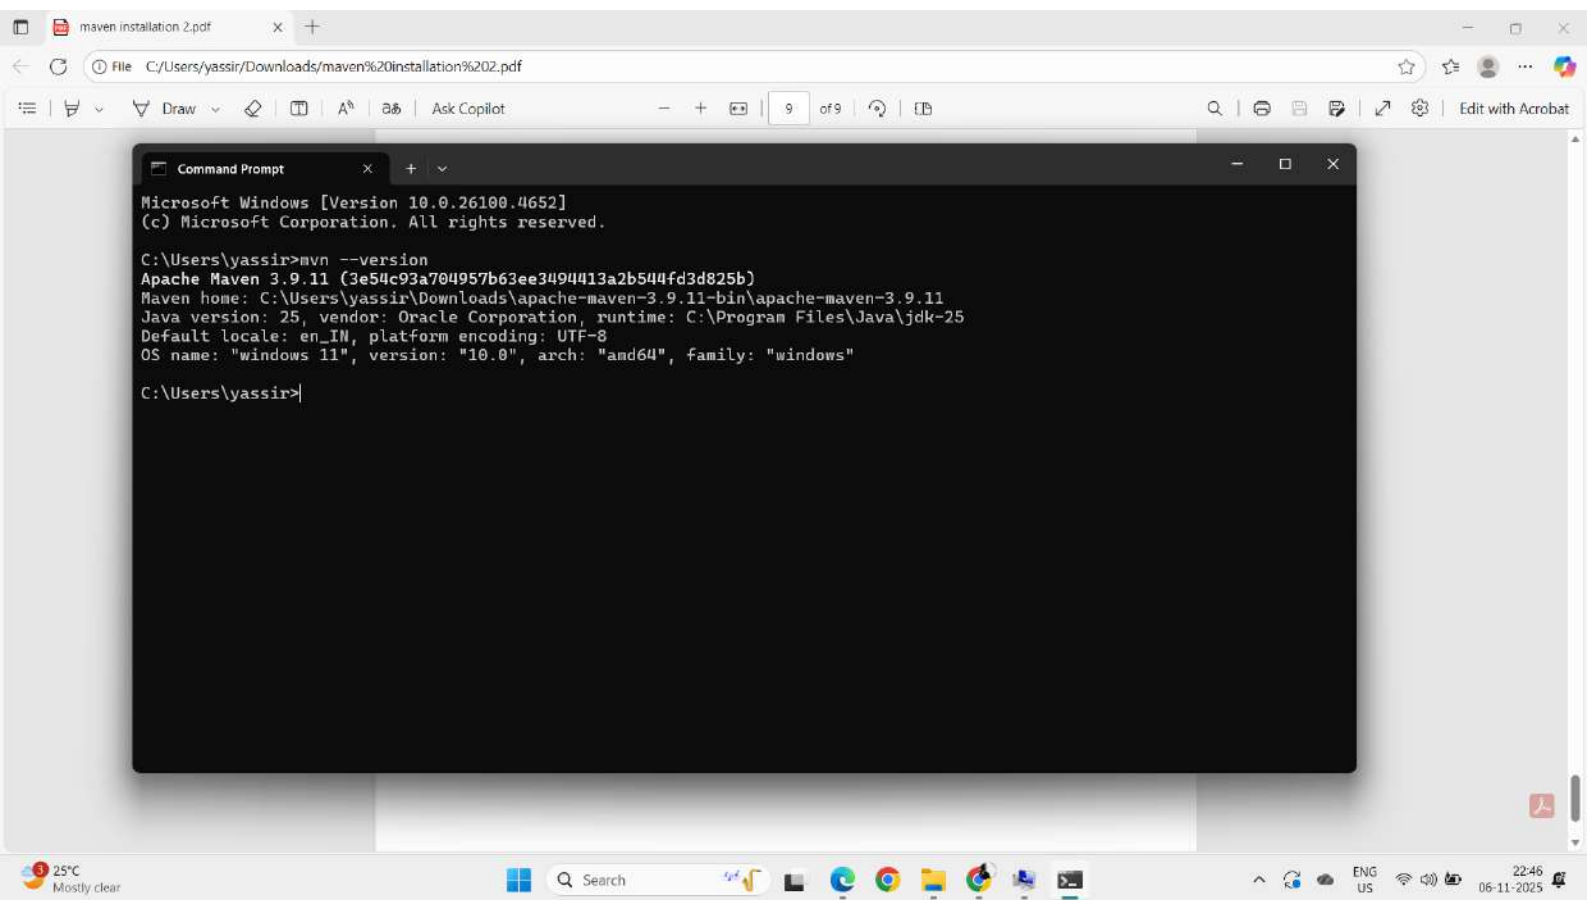 maven installation 2.pdf
File C:/Users/yassir/Downloads/maven%20installation%202.pdf
Draw
Ask Copilot
9 of 9
Edit with Acrobat
Command Prompt
Microsoft Windows [Version 10.0.26100.4652]
(c) Microsoft Corporation. All rights reserved.
C:\Users\yassir>mvn --version
Apache Maven 3.9.11 (3e54c93a704957b63ee3494413a2b544fd3d825b)
Maven home: C:\Users\yassir\Downloads\apache-maven-3.9.11-bin\apache-maven-3.9.11
Java version: 25, vendor: Oracle Corporation, runtime: C:\Program Files\Java\jdk-25
Default locale: en_IN, platform encoding: UTF-8
OS name: "windows 11", version: "10.0", arch: "amd64", family: "windows"
C:\Users\yassir>
3
25°C
Mostly clear
Search
ENG
US
22:46
06-11-2025